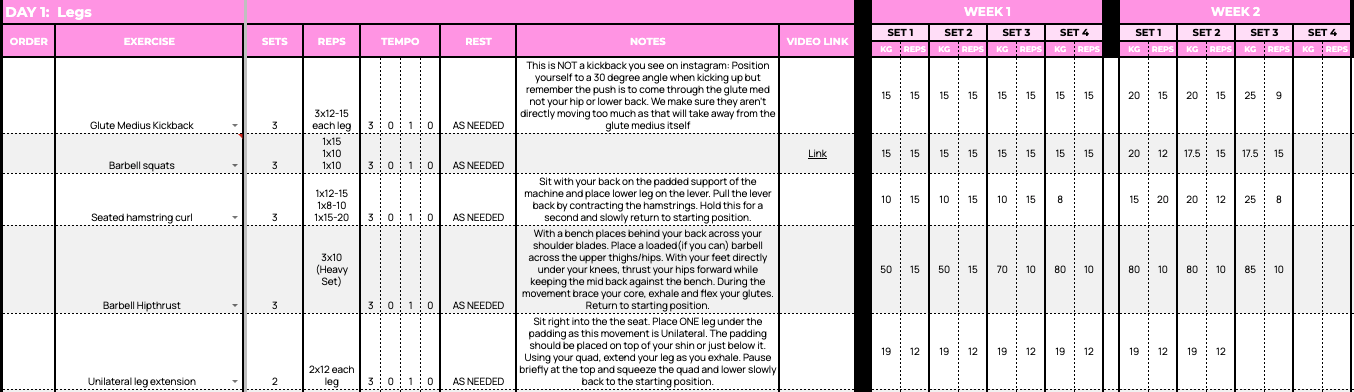 DAY 1: Legs
WEEK 1
WEEK 2
ORDER EXERCISE SETS REPS TEMPO REST NOTES VIDEO LINK
SET 1 SET 2 SET 3 SET 4 SET 1 SET 2 SET 3 SET 4
KG REPS KG REPS KG REPS KG REPS KG REPS KG REPS KG REPS KG REPS
Glute Medius Kickback
3
3x12-15
each leg
3 0 1 0
AS NEEDED
This is NOT a kickback you see on instagram: Position
yourself to a 30 degree angle when kicking up but
remember the push is to come through the glute med
not your hip or lower back. We make sure they aren't
directly moving too much as that will take away from the
glute medius itself
15 15 15 15 15 15 15 15 20 15 20 15 25 9
Barbell squats
3
1x15
1x10
1x10
3 0 1 0
AS NEEDED
Link
15 15 15 15 15 15 15 15 20 12 17.5 15 17.5 15
Seated hamstring curl
3
1x12-15
1x8-10
1x15-20
3 0 1 0
AS NEEDED
Sit with your back on the padded support of the
machine and place lower leg on the lever. Pull the lever
back by contracting the hamstrings. Hold this for a
second and slowly return to starting position.
10 15 10 15 10 15 8 15 20 20 12 25 8
Barbell Hipthrust
3
3x10
(Heavy
Set)
3 0 1 0
AS NEEDED
With a bench places behind your back across your
shoulder blades. Place a loaded(if you can) barbell
across the upper thighs/hips. With your feet directly
under your knees, thrust your hips forward while
keeping the mid back against the bench. During the
movement brace your core, exhale and flex your glutes.
Return to starting position.
50 15 50 15 70 10 80 10 80 10 80 10 85 10
Unilateral leg extension
2
2x12 each
leg
3 0 1 0
AS NEEDED
Sit right into the the seat. Place ONE leg under the
padding as this movement is Unilateral. The padding
should be placed on top of your shin or just below it.
Using your quad, extend your leg as you exhale. Pause
briefly at the top and squeeze the quad and lower slowly
back to the starting position.
19 12 19 12 19 12 19 12 19 12 19 12